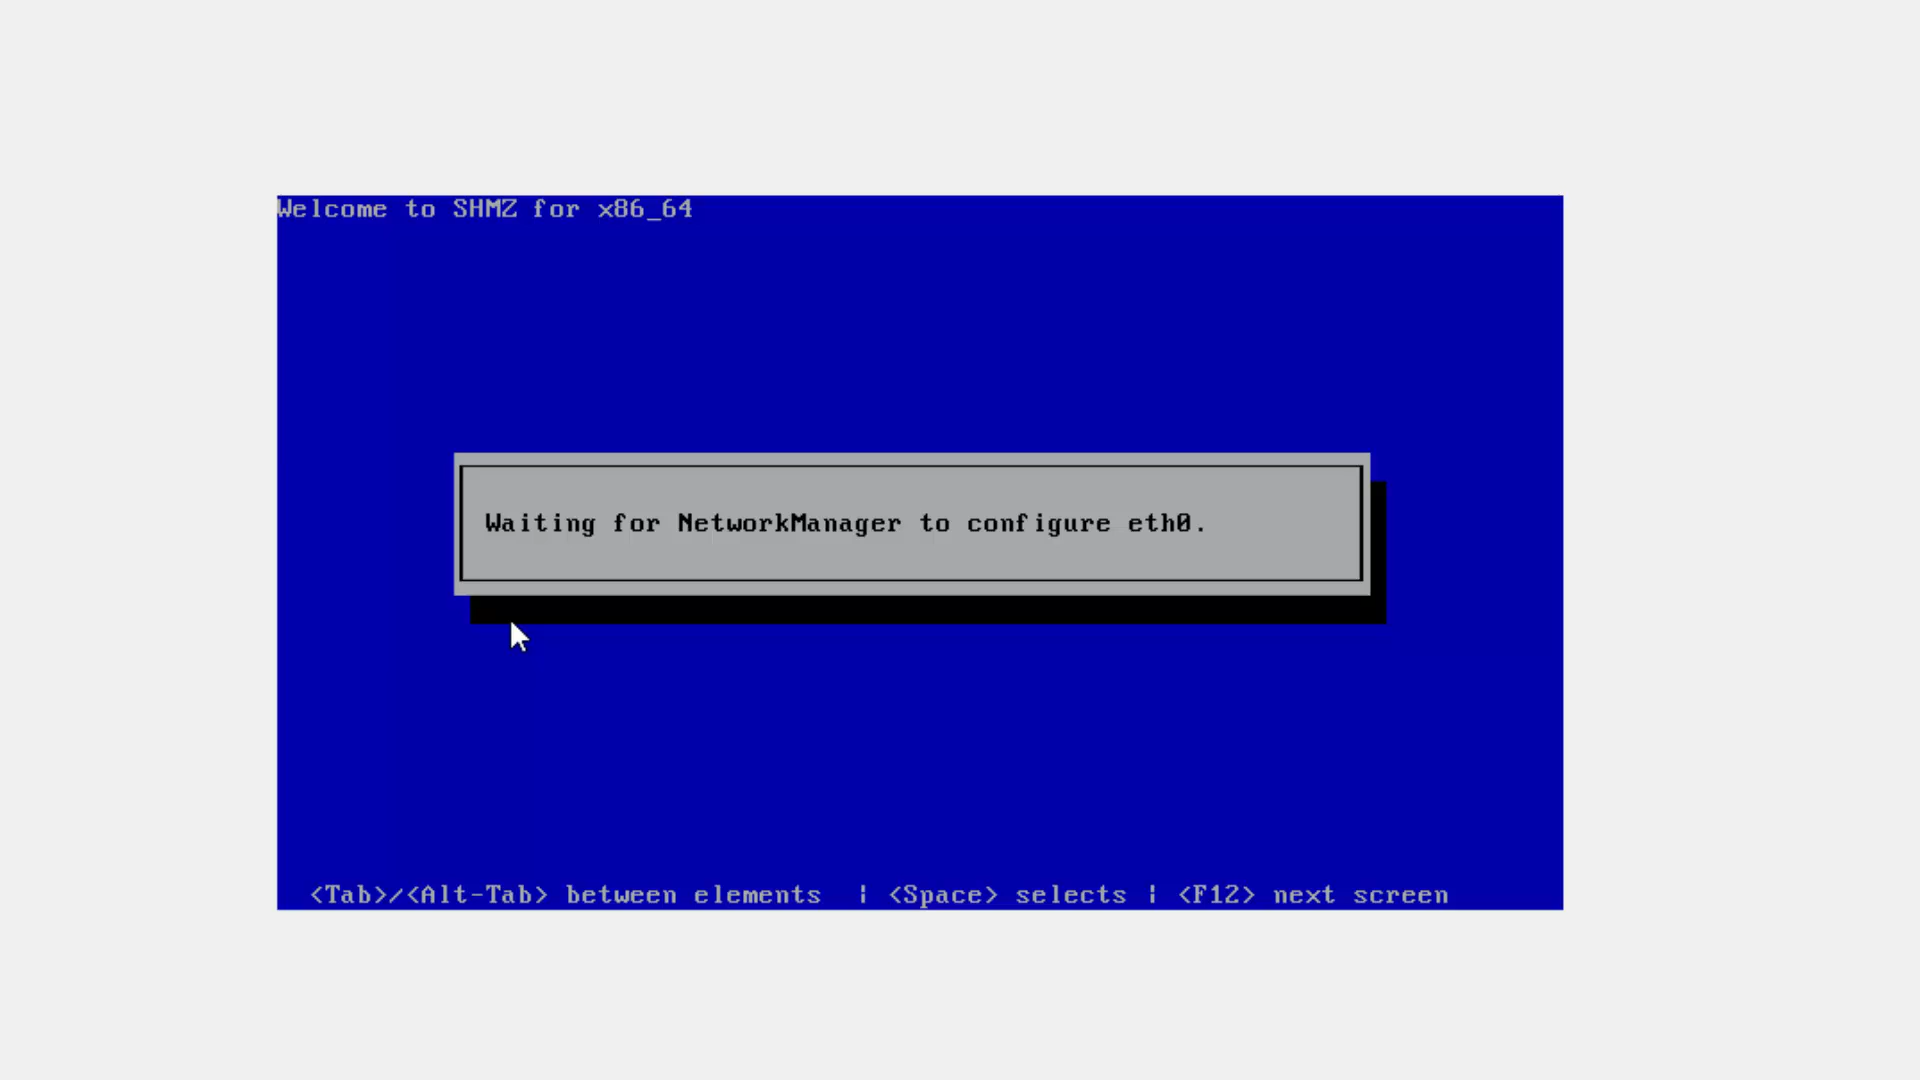 Welcome to SHMZ for x86_64
Waiting for NetworkManager to configure eth0.
<Tab>/<Alt-Tab> between elements  | <Space> selects | <F12> next screen